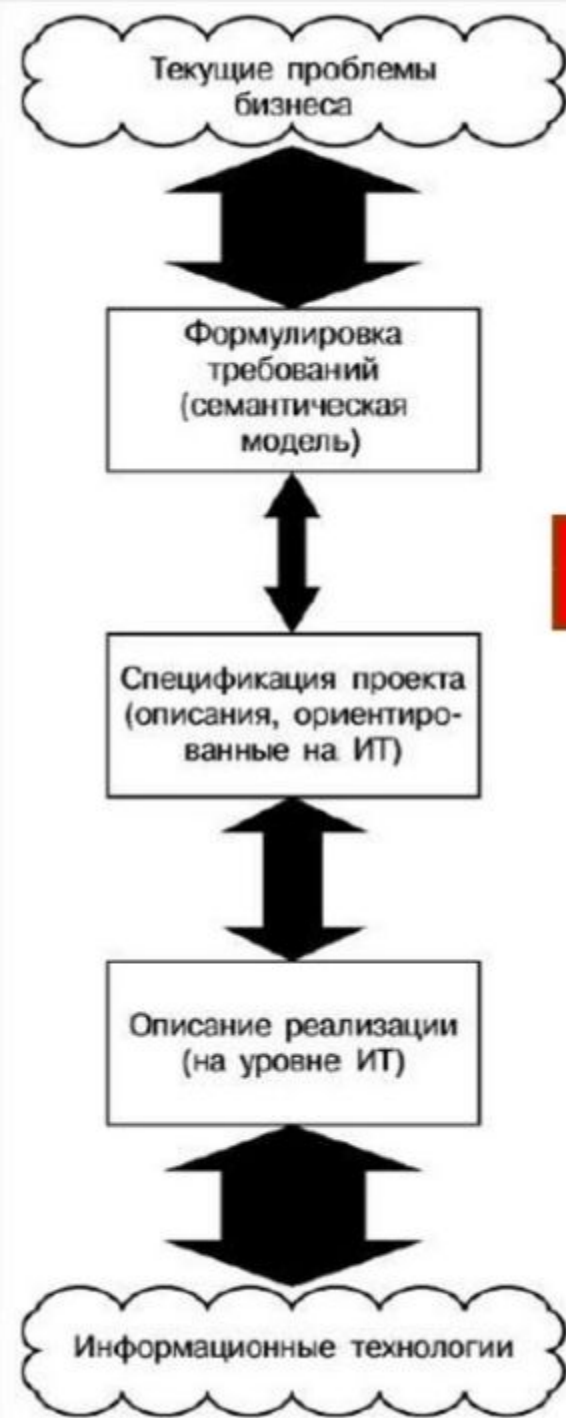 Текущие проблемы
бизнеса
Формулировка
требований
(семантическая
модель)
Спецификация проекта
(описания, ориентиро-
ванные на ИТ)
Описание реализации
(на уровне ИТ)
Информационные технологии